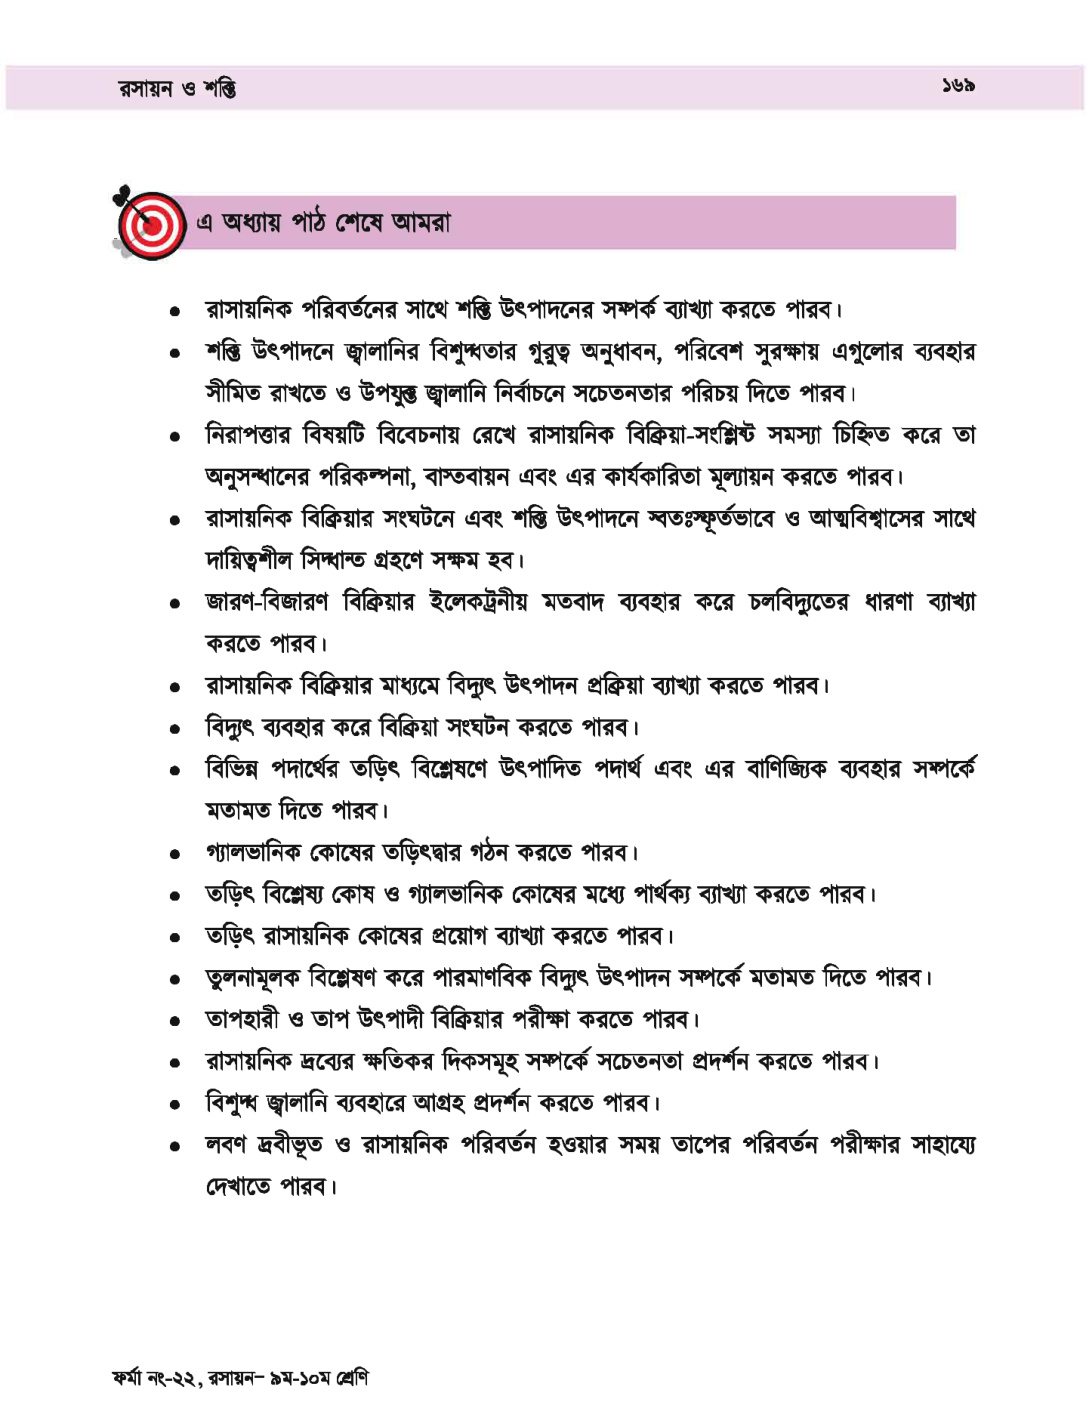 রসায়ন ও শক্তি
১৬৯
এ অধ্যায় পাঠ শেষে আমরা
● রাসায়নিক পরিবর্তনের সাথে শক্তি উৎপাদনের সম্পর্ক ব্যাখ্যা করতে পারব।
● শক্তি উৎপাদনে জ্বালানির বিশুদ্ধতার গুরুত্ব অনুধাবন, পরিবেশ সুরক্ষায় এগুলোর ব্যবহার
সীমিত রাখতে ও উপযুক্ত জ্বালানি নির্বাচনে সচেতনতার পরিচয় দিতে পারব।
● নিরাপত্তার বিষয়টি বিবেচনায় রেখে রাসায়নিক বিক্রিয়া-সংশ্লিষ্ট সমস্যা চিহ্নিত করে তা
অনুসন্ধানের পরিকল্পনা, বাস্তবায়ন এবং এর কার্যকারিতা মূল্যায়ন করতে পারব।
● রাসায়নিক বিক্রিয়ার সংঘটনে এবং শক্তি উৎপাদনে স্বতঃস্ফূর্তভাবে ও আত্মবিশ্বাসের সাথে
দায়িত্বশীল সিদ্ধান্ত গ্রহণে সক্ষম হব।
● জারণ-বিজারণ বিক্রিয়ার ইলেকট্রনীয় মতবাদ ব্যবহার করে চলবিদ্যুতের ধারণা ব্যাখ্যা
করতে পারব।
● রাসায়নিক বিক্রিয়ার মাধ্যমে বিদ্যুৎ উৎপাদন প্রক্রিয়া ব্যাখ্যা করতে পারব।
● বিদ্যুৎ ব্যবহার করে বিক্রিয়া সংঘটন করতে পারব।
● বিভিন্ন পদার্থের তড়িৎ বিশ্লেষণে উৎপাদিত পদার্থ এবং এর বাণিজ্যিক ব্যবহার সম্পর্কে
মতামত দিতে পারব।
● গ্যালভানিক কোষের তড়িৎদ্বার গঠন করতে পারব।
● তড়িৎ বিশ্লেষ্য কোষ ও গ্যালভানিক কোষের মধ্যে পার্থক্য ব্যাখ্যা করতে পারব।
● তড়িৎ রাসায়নিক কোষের প্রয়োগ ব্যাখ্যা করতে পারব।
● তুলনামূলক বিশ্লেষণ করে পারমাণবিক বিদ্যুৎ উৎপাদন সম্পর্কে মতামত দিতে পারব।
● তাপহারী ও তাপ উৎপাদী বিক্রিয়ার পরীক্ষা করতে পারব।
● রাসায়নিক দ্রব্যের ক্ষতিকর দিকসমূহ সম্পর্কে সচেতনতা প্রদর্শন করতে পারব।
● বিশুদ্ধ জ্বালানি ব্যবহারে আগ্রহ প্রদর্শন করতে পারব।
● লবণ দ্রবীভূত ও রাসায়নিক পরিবর্তন হওয়ার সময় তাপের পরিবর্তন পরীক্ষার সাহায্যে
দেখাতে পারব।
ফর্মা নং-২২, রসায়ন– ৯ম-১০ম শ্রেণি